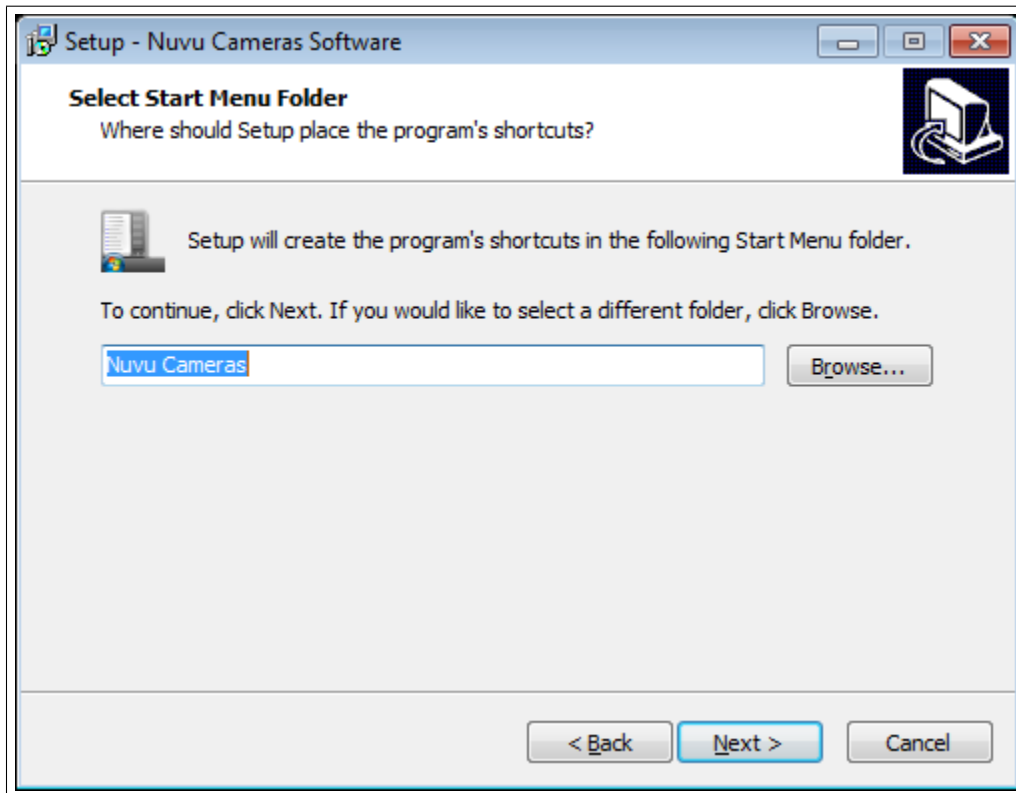 Setup - Nuvu Cameras Software
Select Start Menu Folder
Where should Setup place the program's shortcuts?
Setup will create the program's shortcuts in the following Start Menu folder.
To continue, click Next. If you would like to select a different folder, click Browse.
Nuvu Cameras
Browse...
< Back
Next >
Cancel